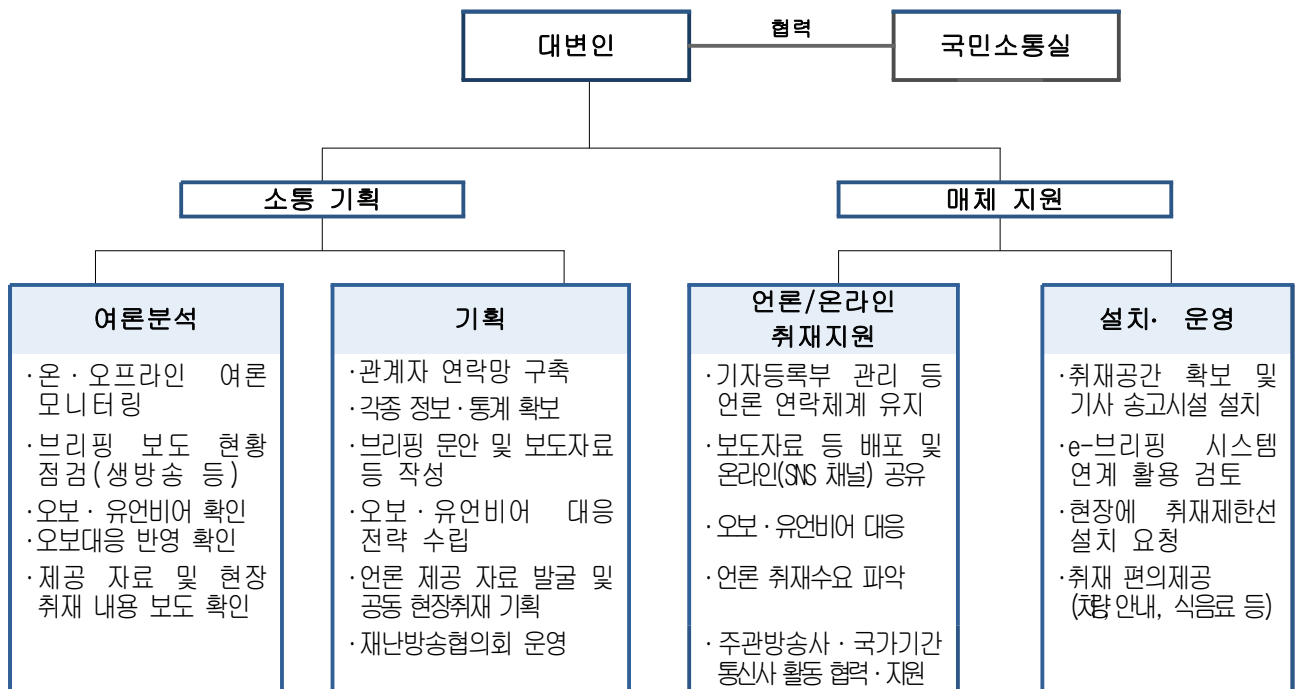 대변인
협력
국민소통실
소통 기획
매체 지원
여론분석
·온·오프라인 여론
모니터링
·브리핑 보도 현황
점검(생방송 등)
·오보·유언비어 확인
·오보대응 반영 확인
·제공 자료 및 현장
취재 내용 보도 확인
기획
·관계자 연락망 구축
·각종 정보·통계 확보
·브리핑 문안 및 보도자료
등 작성
·오보·유언비어 대응
전략 수립
·언론 제공 자료 발굴 및
공동 현장취재 기획
·재난방송협의회 운영
언론/온라인
취재지원
·기자등록부 관리 등
언론 연락체계 유지
·보도자료 등 배포 및
온라인(SNS 채널) 공유
·오보·유언비어 대응
·언론 취재수요 파악
·주관방송사·국가기간
통신사 활동 협력·지원
설치· 운영
·취재공간 확보 및
기사 송고시설 설치
·e-브리핑 시스템
연계 활용 검토
·현장에 취재제한선
설치 요청
·취재 편의제공
(차량, 안내, 식음료 등)